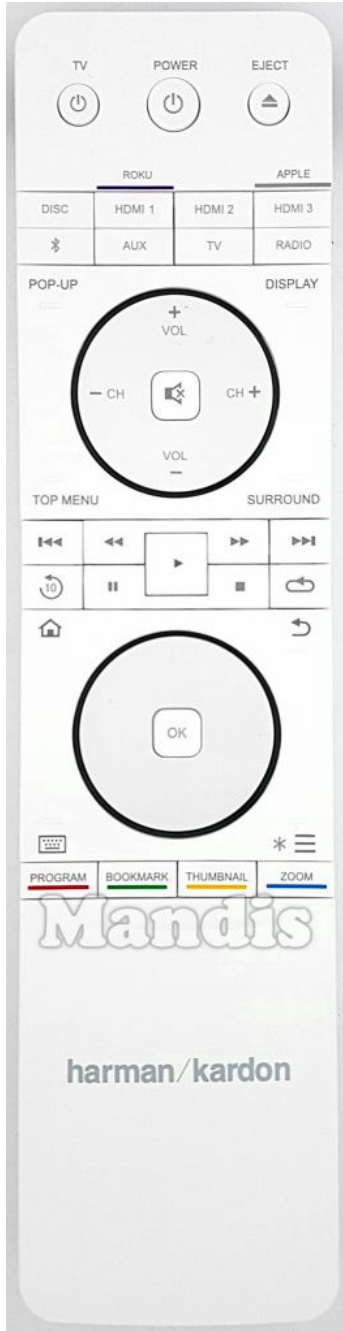 TV POWER EJECT
ROKU APPLE
DISC HDMI 1 HDMI 2 HDMI 3
AUX TV RADIO
POP-UP DISPLAY
+
VOL
− CH CH +
VOL
−
TOP MENU SURROUND
10
OK
PROGRAM BOOKMARK THUMBNAIL ZOOM
Mandis
harman/kardon